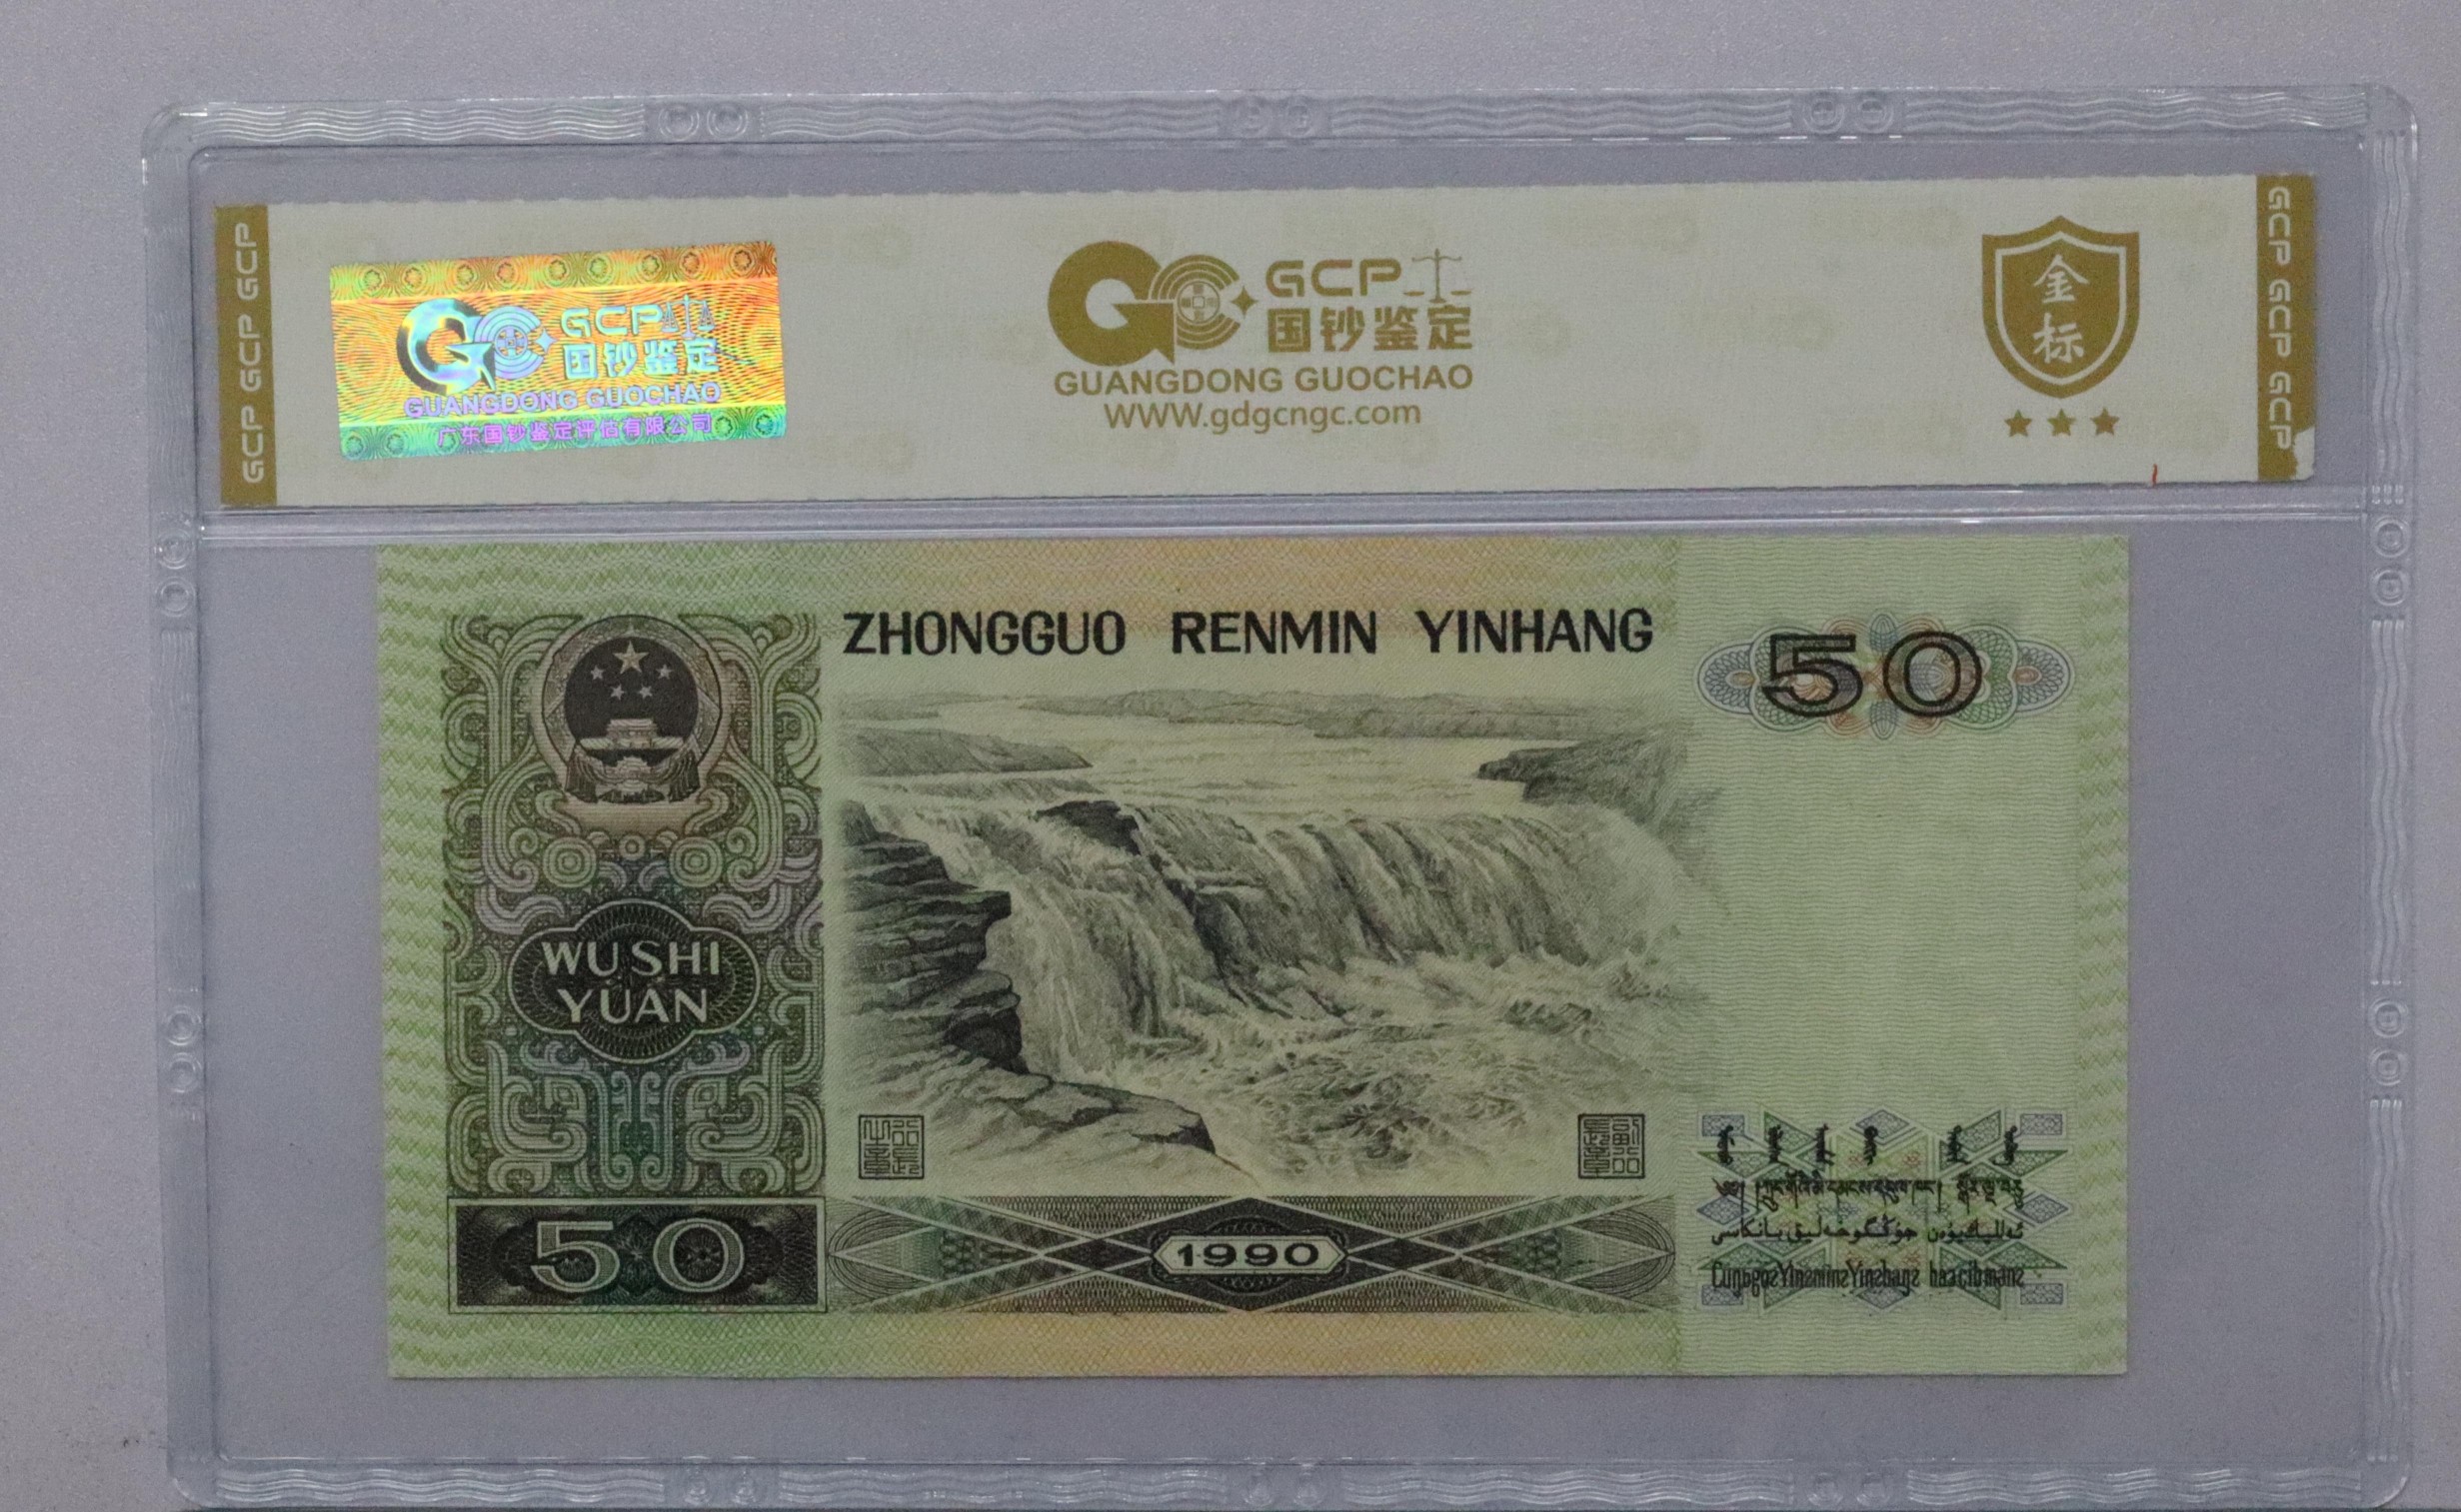 GCP GCP GCP
GCP
国钞鉴定
GUANGDONG GUOCHAO
广东国钞鉴定评估有限公司
GCP
国钞鉴定
GUANGDONG GUOCHAO
WWW.gdgcngc.com
金
标
GCP GCP GCP
ZHONGGUO RENMIN YINHANG
50
WUSHI
YUAN
50
1990